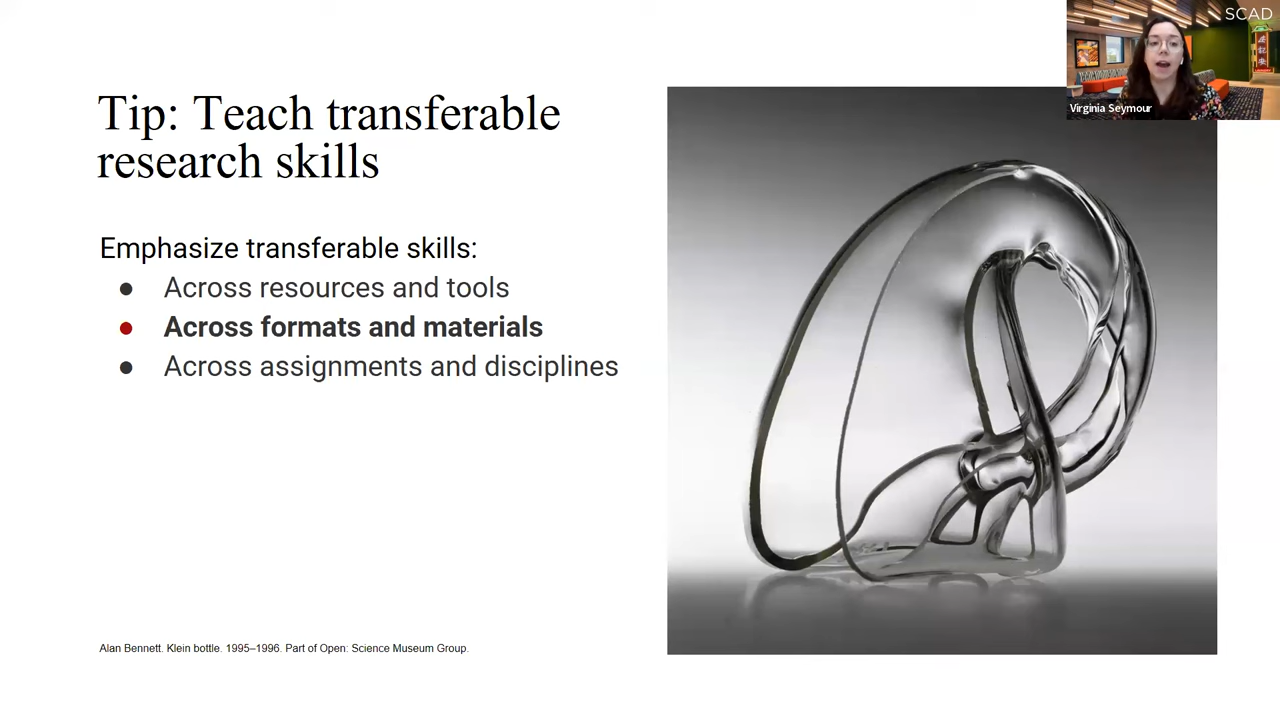 SCAD
Virginia Seymour
Tip: Teach transferable
research skills
Emphasize transferable skills:
● Across resources and tools
● Across formats and materials
● Across assignments and disciplines
Alan Bennett. Klein bottle. 1995–1996. Part of Open: Science Museum Group.